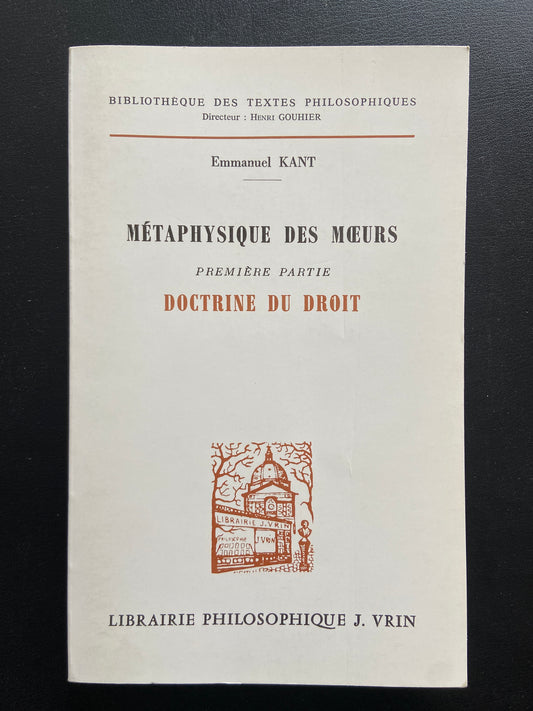 BIBLIOTHÈQUE DES TEXTES PHILOSOPHIQUES
Directeur : HENRI GOUHIER
Emmanuel KANT
MÉTAPHYSIQUE DES MŒURS
PREMIÈRE PARTIE
DOCTRINE DU DROIT
LIBRAIRIE J. VRIN
PHILOSOPHIE
J. VRIN
LIBRAIRIE PHILOSOPHIQUE J. VRIN